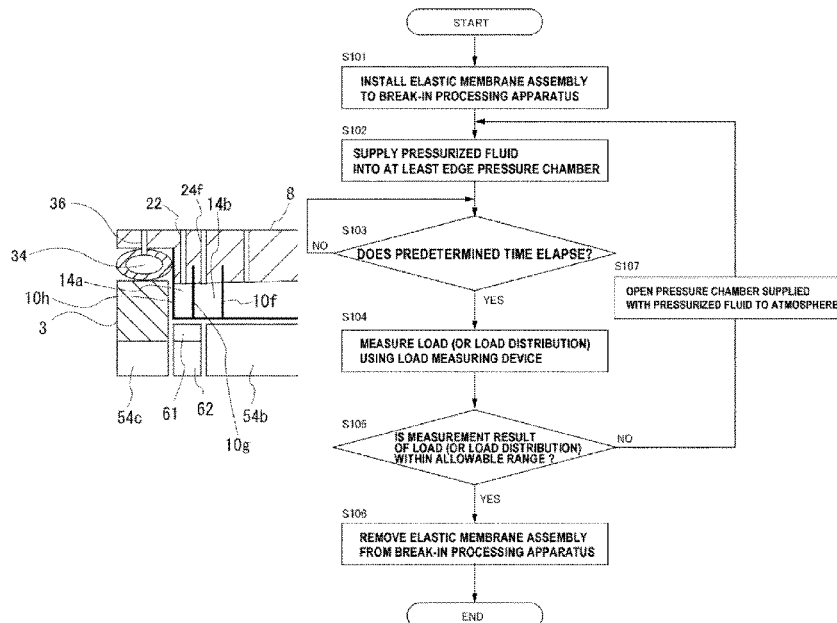 START
S101
INSTALL ELASTIC MEMBRANE ASSEMBLY
TO BREAK-IN PROCESSING APPARATUS
S102
SUPPLY PRESSURIZED FLUID
INTO AT LEAST EDGE PRESSURE CHAMBER
S103
DOES PREDETERMINED TIME ELAPSE?
NO
YES
S107
OPEN PRESSURE CHAMBER SUPPLIED
WITH PRESSURIZED FLUID TO ATMOSPHERE
S104
MEASURE LOAD (OR LOAD DISTRIBUTION)
USING LOAD MEASURING DEVICE
S105
IS MEASUREMENT RESULT
OF LOAD (OR LOAD DISTRIBUTION)
WITHIN ALLOWABLE RANGE ?
NO
YES
S106
REMOVE ELASTIC MEMBRANE ASSEMBLY
FROM BREAK-IN PROCESSING APPARATUS
END
36
22
24f
14b
8
34
14a
10h
10f
3
54c
61
62
54b
10g